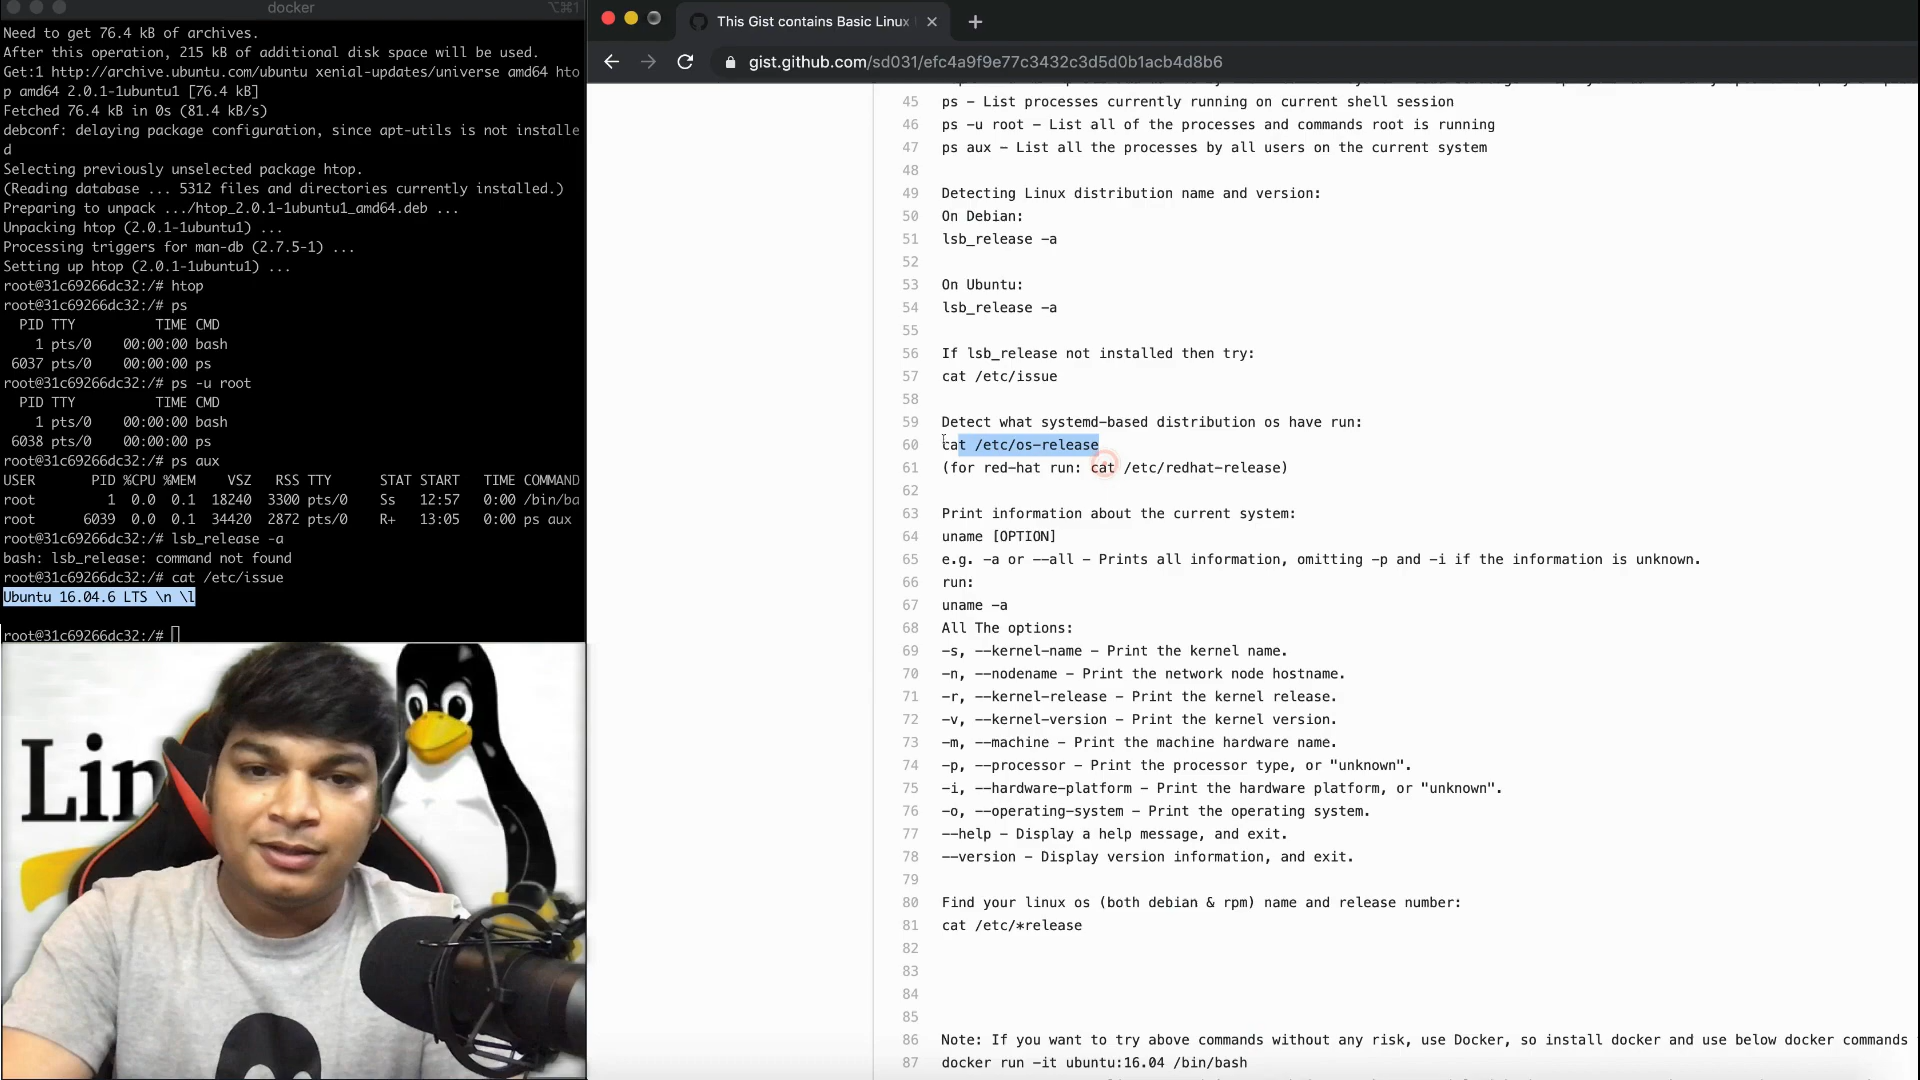 docker
⌥⌘1
Need to get 76.4 kB of archives.
After this operation, 215 kB of additional disk space will be used.
Get:1 http://archive.ubuntu.com/ubuntu xenial-updates/universe amd64 hto
p amd64 2.0.1-1ubuntu1 [76.4 kB]
Fetched 76.4 kB in 0s (81.4 kB/s)
debconf: delaying package configuration, since apt-utils is not installe
d
Selecting previously unselected package htop.
(Reading database ... 5312 files and directories currently installed.)
Preparing to unpack .../htop_2.0.1-1ubuntu1_amd64.deb ...
Unpacking htop (2.0.1-1ubuntu1) ...
Processing triggers for man-db (2.7.5-1) ...
Setting up htop (2.0.1-1ubuntu1) ...
root@31c69266dc32:/# htop
root@31c69266dc32:/# ps
PID TTY TIME CMD
1 pts/0 00:00:00 bash
6037 pts/0 00:00:00 ps
root@31c69266dc32:/# ps -u root
PID TTY TIME CMD
1 pts/0 00:00:00 bash
6038 pts/0 00:00:00 ps
root@31c69266dc32:/# ps aux
USER PID %CPU %MEM VSZ RSS TTY STAT START TIME COMMAND
root 1 0.0 0.1 18240 3300 pts/0 Ss 12:57 0:00 /bin/ba
root 6039 0.0 0.1 34420 2872 pts/0 R+ 13:05 0:00 ps aux
root@31c69266dc32:/# lsb_release -a
bash: lsb_release: command not found
root@31c69266dc32:/# cat /etc/issue
Ubuntu 16.04.6 LTS \n \l
root@31c69266dc32:/#
Lin
This Gist contains Basic Linux
gist.github.com/sd031/efc4a9f9e77c3432c3d5d0b1acb4d8b6
45 ps – List processes currently running on current shell session
46 ps -u root – List all of the processes and commands root is running
47 ps aux – List all the processes by all users on the current system
48
49 Detecting Linux distribution name and version:
50 On Debian:
51 lsb_release -a
52
53 On Ubuntu:
54 lsb_release -a
55
56 If lsb_release not installed then try:
57 cat /etc/issue
58
59 Detect what systemd-based distribution os have run:
60 cat /etc/os-release
61 (for red-hat run: cat /etc/redhat-release)
62
63 Print information about the current system:
64 uname [OPTION]
65 e.g. -a or --all – Prints all information, omitting -p and -i if the information is unknown.
66 run:
67 uname -a
68 All The options:
69 -s, --kernel-name – Print the kernel name.
70 -n, --nodename – Print the network node hostname.
71 -r, --kernel-release – Print the kernel release.
72 -v, --kernel-version – Print the kernel version.
73 -m, --machine – Print the machine hardware name.
74 -p, --processor – Print the processor type, or "unknown".
75 -i, --hardware-platform – Print the hardware platform, or "unknown".
76 -o, --operating-system – Print the operating system.
77 --help – Display a help message, and exit.
78 --version – Display version information, and exit.
79
80 Find your linux os (both debian & rpm) name and release number:
81 cat /etc/*release
82
83
84
85
86 Note: If you want to try above commands without any risk, use Docker, so install docker and use below docker commands
87 docker run -it ubuntu:16.04 /bin/bash